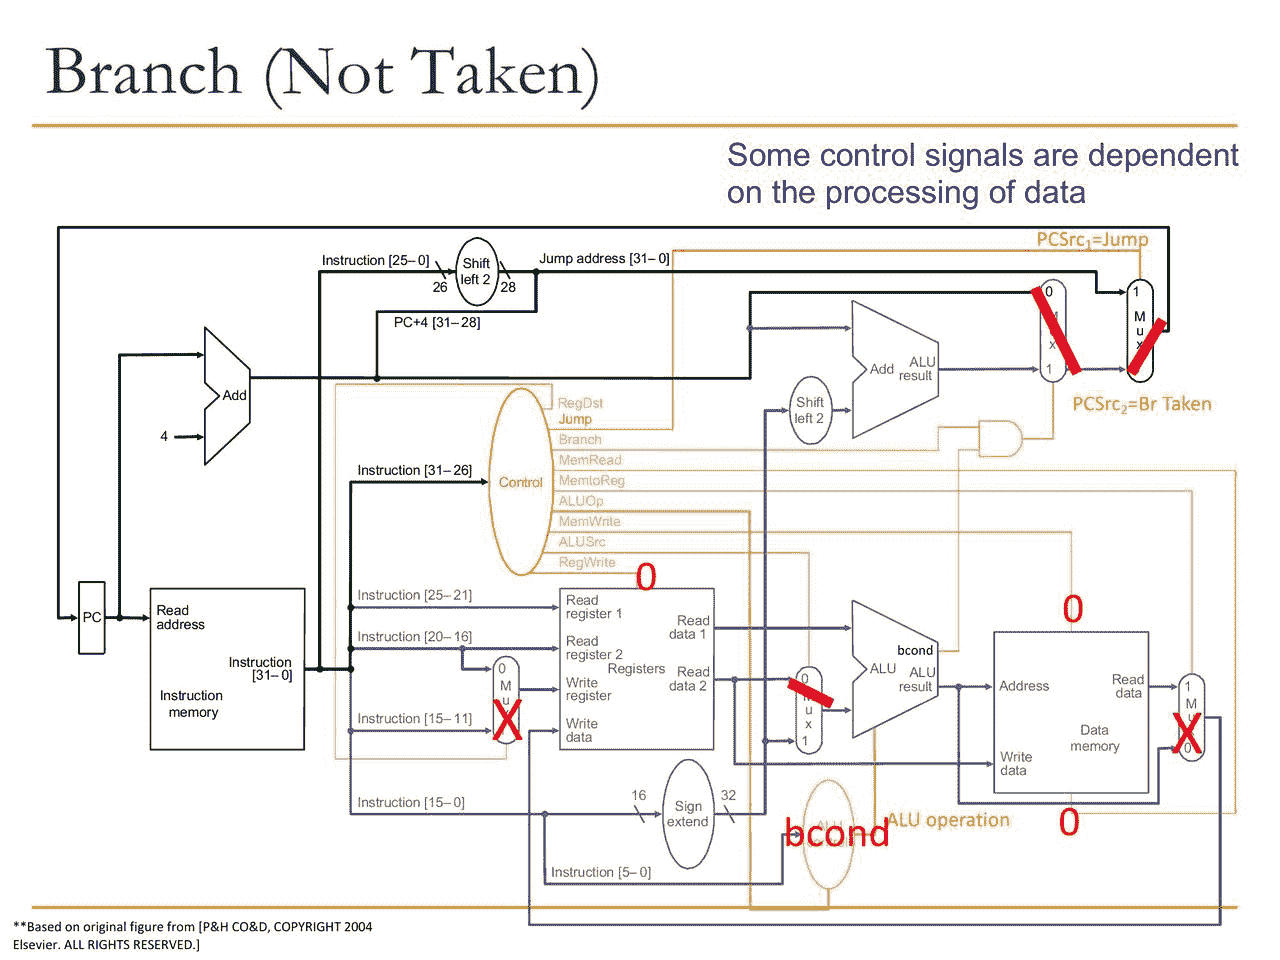 Branch (Not Taken)
Some control signals are dependent
on the processing of data
PCSrc1=Jump
Instruction [25–0]
26
Shift
left 2
28
Jump address [31–0]
PC+4 [31–28]
0
M
u
x
1
1
M
u
x
Add
ALU
result
Add
4
Shift
left 2
PCSrc2=Br Taken
RegDst
Jump
Branch
MemRead
MemtoReg
ALUOp
MemWrite
ALUSrc
RegWrite
Control
Instruction [31–26]
0
PC
Read
address
Instruction
[31–0]
Instruction
memory
Instruction [25–21]
Instruction [20–16]
Instruction [15–11]
Instruction [15–0]
Instruction [5–0]
0
M
u
X
Read
register 1
Read
register 2
Write
register
Write
data
Registers
Read
data 1
Read
data 2
0
u
x
1
bcond
ALU
ALU
result
0
Address
Write
data
Read
data
Data
memory
0
1
M
u
X
0
16
Sign
extend
32
bcond
ALU operation
**Based on original figure from [P&H CO&D, COPYRIGHT 2004
Elsevier. ALL RIGHTS RESERVED.]